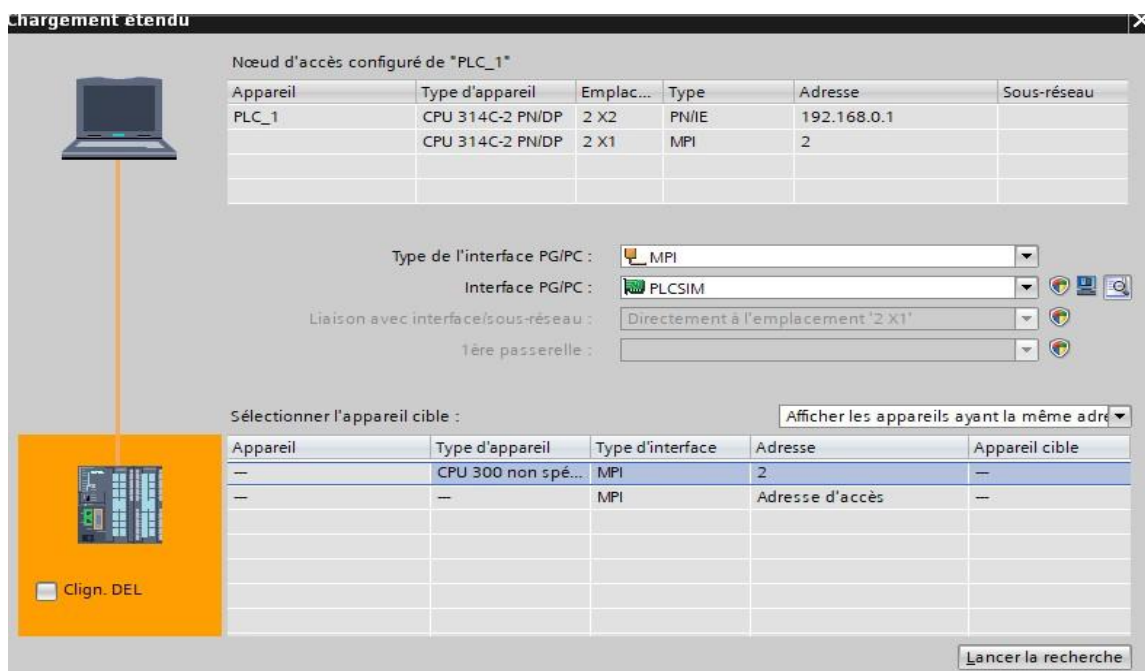 Chargement étendu
Nœud d'accès configuré de "PLC_1"
Appareil Type d'appareil Emplac... Type Adresse Sous-réseau
PLC_1 CPU 314C-2 PN/DP 2 X2 PN/IE 192.168.0.1
CPU 314C-2 PN/DP 2 X1 MPI 2
Type de l'interface PG/PC : MPI
Interface PG/PC : PLCSIM
Liaison avec interface/sous-réseau : Directement à l'emplacement '2 X1'
1ère passerelle :
Sélectionner l'appareil cible : Afficher les appareils ayant la même adre
Appareil Type d'appareil Type d'interface Adresse Appareil cible
— CPU 300 non spé... MPI 2 —
— — MPI Adresse d'accès —
Clign. DEL
Lancer la recherche